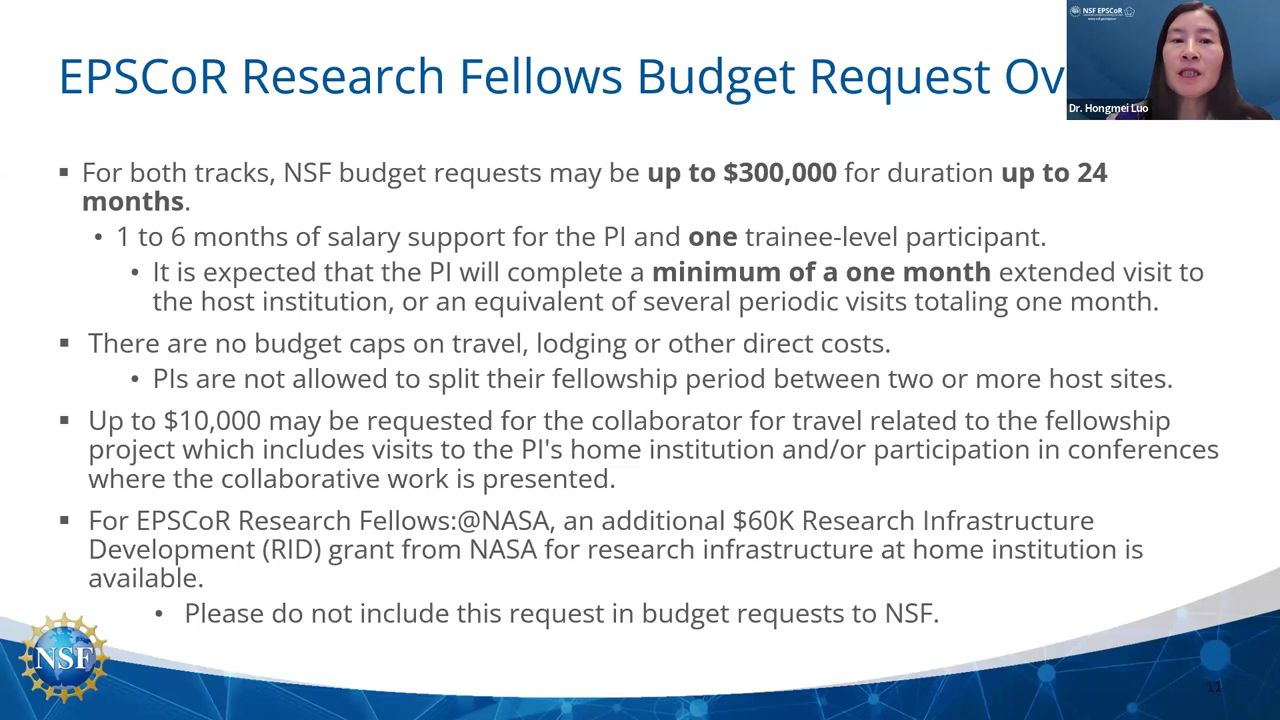 NSF EPSCoR
EPSCoR Research Fellows Budget Request Ov
Dr. Hongmei Luo
▪ For both tracks, NSF budget requests may be up to $300,000 for duration up to 24
months.
• 1 to 6 months of salary support for the PI and one trainee-level participant.
• It is expected that the PI will complete a minimum of a one month extended visit to
the host institution, or an equivalent of several periodic visits totaling one month.
▪ There are no budget caps on travel, lodging or other direct costs.
• PIs are not allowed to split their fellowship period between two or more host sites.
▪ Up to $10,000 may be requested for the collaborator for travel related to the fellowship
project which includes visits to the PI's home institution and/or participation in conferences
where the collaborative work is presented.
▪ For EPSCoR Research Fellows:@NASA, an additional $60K Research Infrastructure
Development (RID) grant from NASA for research infrastructure at home institution is
available.
• Please do not include this request in budget requests to NSF.
NSF
11